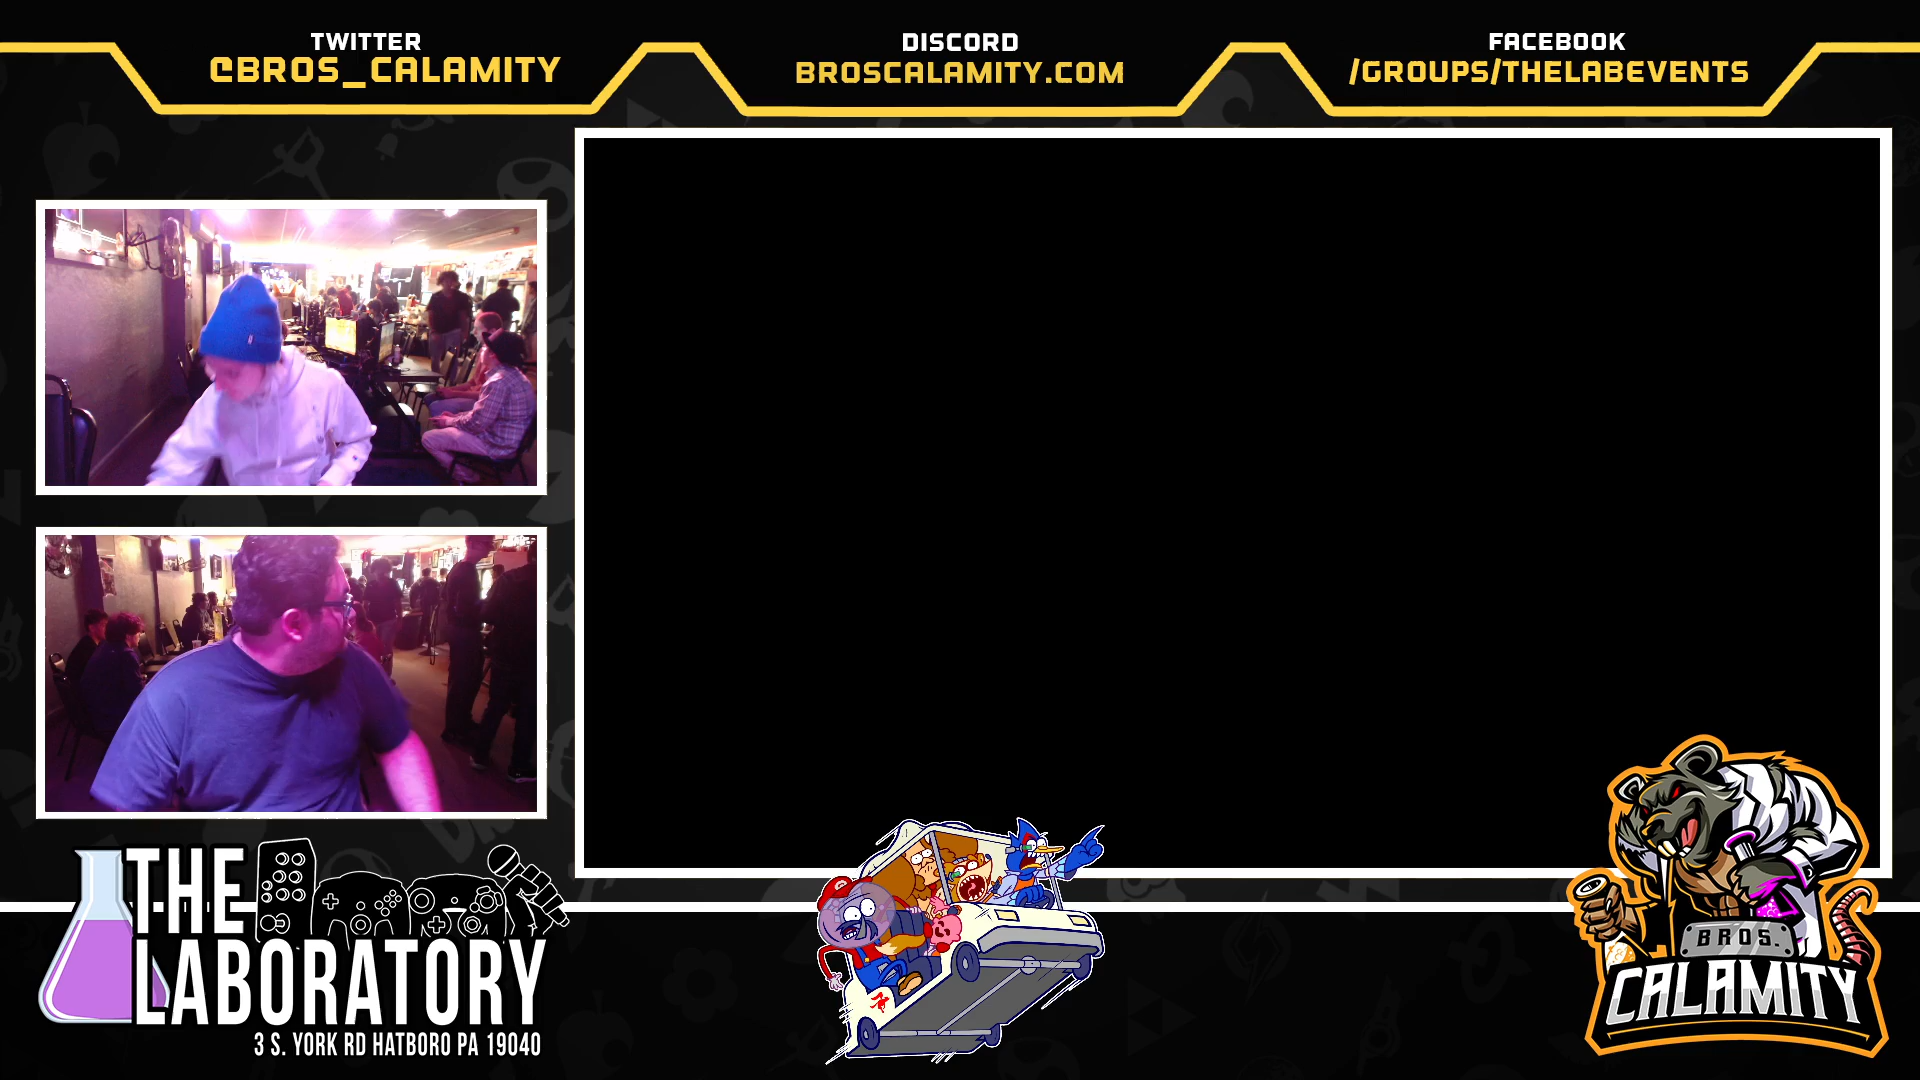 TWITTER
@BROS_CALAMITY
DISCORD
BROSCALAMITY.COM
FACEBOOK
/GROUPS/THELABEVENTS
THE
LABORATORY
3 S. YORK RD HATBORO PA 19040
BROS.
CALAMITY